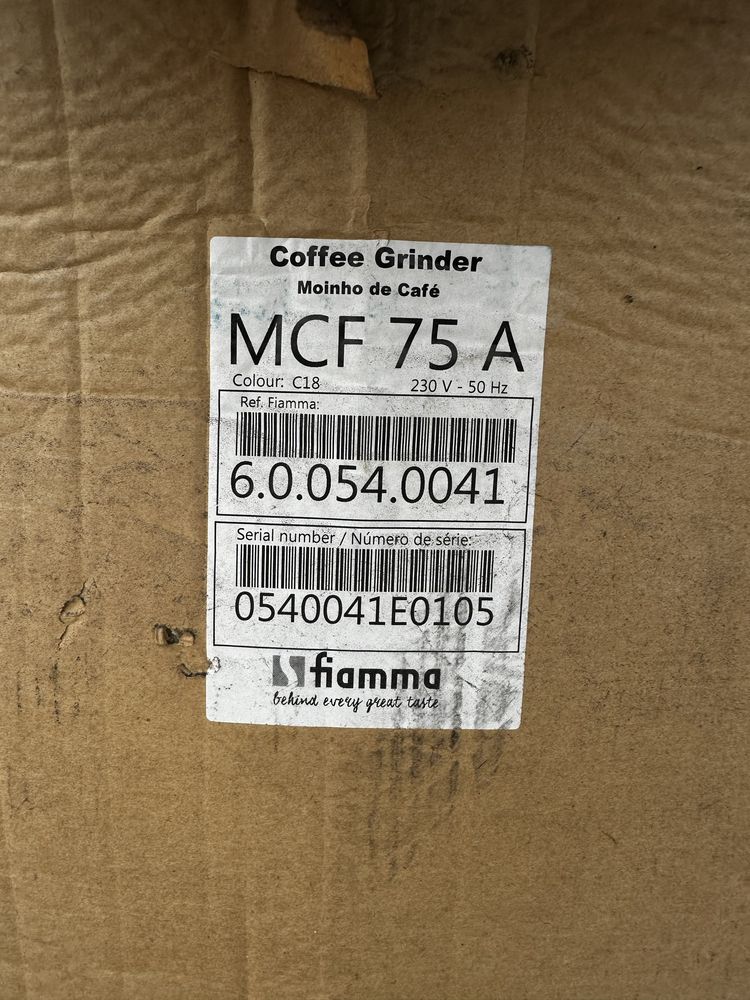 Coffee Grinder
Moinho de Café
MCF 75 A
Colour: C18 230 V - 50 Hz
Ref. Fiamma:
6.0.054.0041
Serial number / Número de série:
0540041E0105
fiamma
behind every great taste